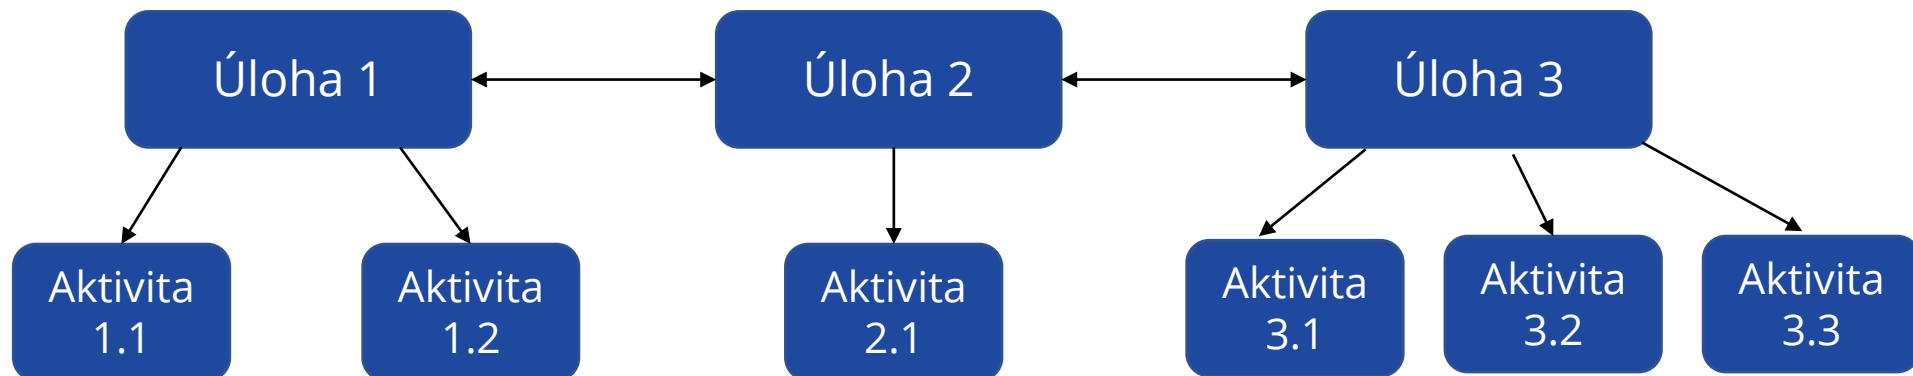 Úloha 1
Úloha 2
Úloha 3
Aktivita
1.1
Aktivita
1.2
Aktivita
2.1
Aktivita
3.1
Aktivita
3.2
Aktivita
3.3